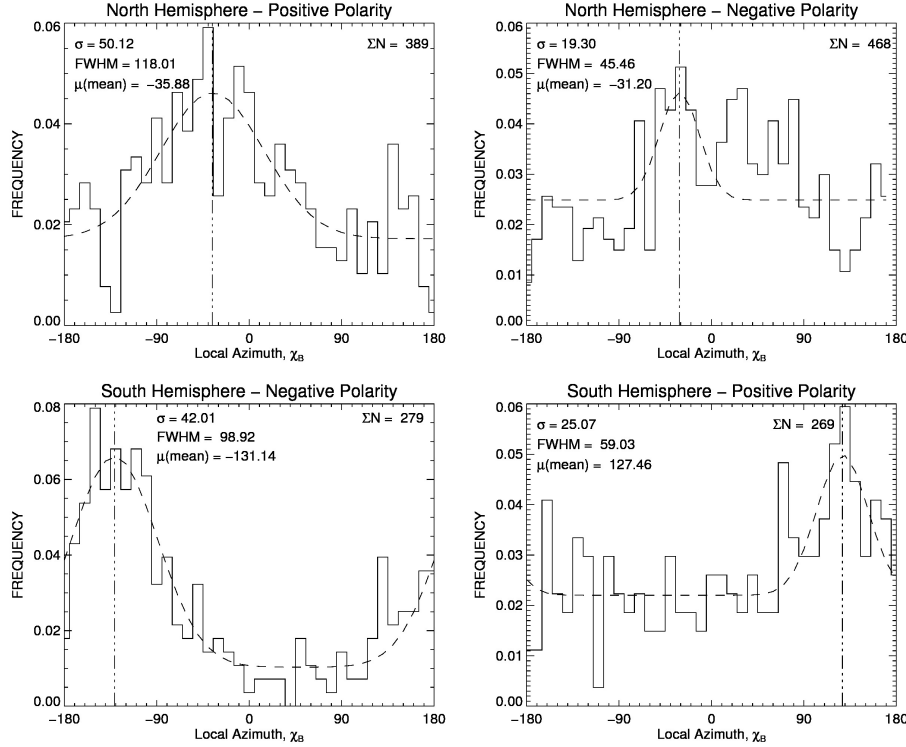 North Hemisphere – Positive Polarity
σ = 50.12
FWHM = 118.01
μ(mean) = −35.88
ΣN = 389
FREQUENCY
0.06
0.04
0.02
0.00
−180 −90 0 90 180
Local Azimuth, χB
North Hemisphere – Negative Polarity
σ = 19.30
FWHM = 45.46
μ(mean) = −31.20
ΣN = 468
FREQUENCY
0.06
0.05
0.04
0.03
0.02
0.01
0.00
−180 −90 0 90 180
Local Azimuth, χB
South Hemisphere – Negative Polarity
σ = 42.01
FWHM = 98.92
μ(mean) = −131.14
ΣN = 279
FREQUENCY
0.08
0.06
0.04
0.02
0.00
−180 −90 0 90 180
Local Azimuth, χB
South Hemisphere – Positive Polarity
σ = 25.07
FWHM = 59.03
μ(mean) = 127.46
ΣN = 269
FREQUENCY
0.06
0.05
0.04
0.03
0.02
0.01
0.00
−180 −90 0 90 180
Local Azimuth, χB